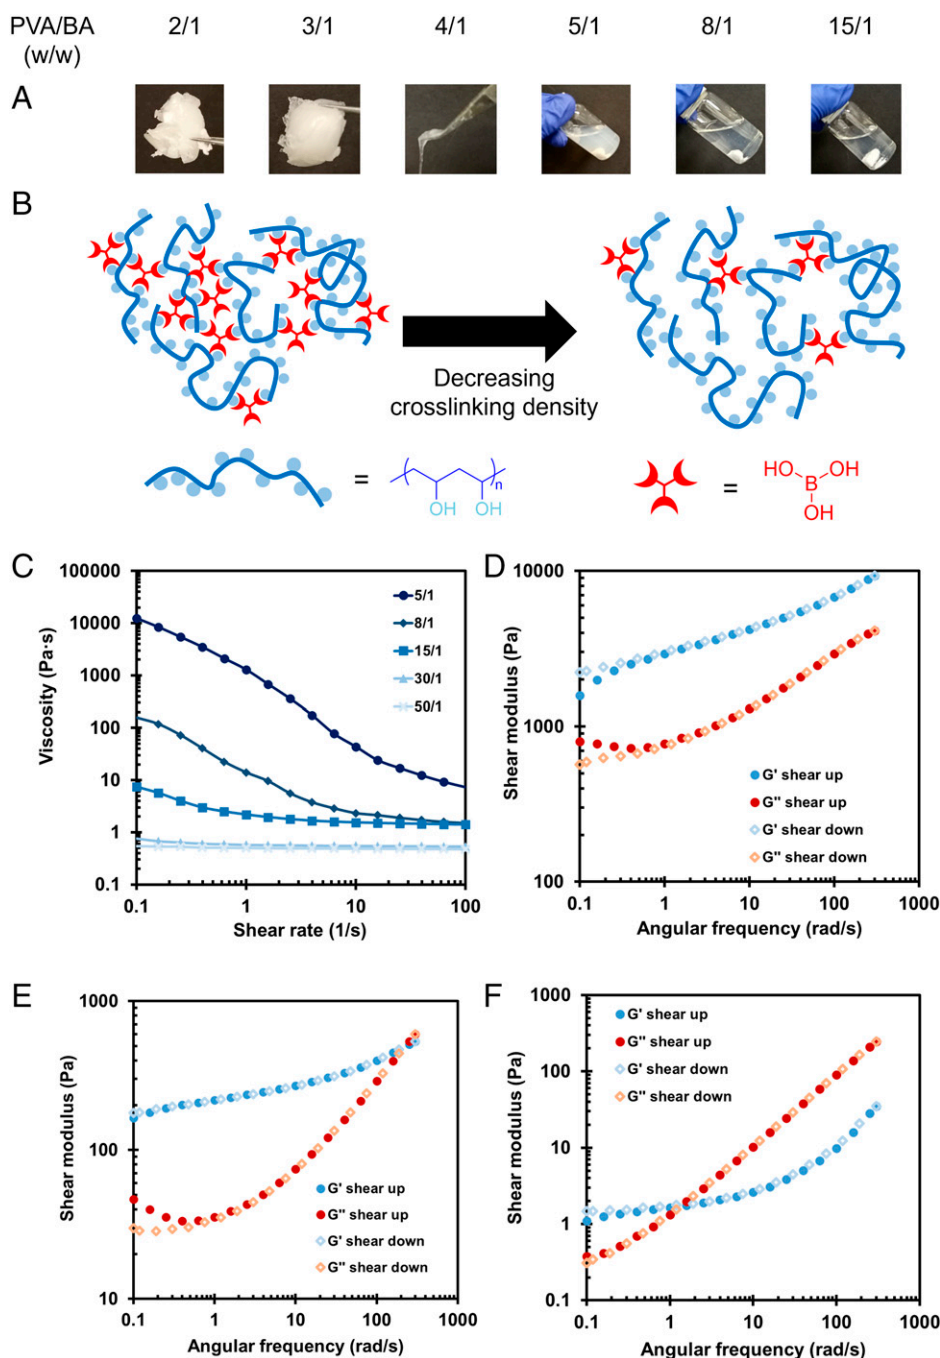 PVA/BA 2/1 3/1 4/1 5/1 8/1 15/1
(w/w)
A
B
Decreasing
crosslinking density
=
n
OH OH
=
HO OH
B
OH
C
100000
10000
1000
100
10
1
0.1
Viscosity (Pa·s)
5/1
8/1
15/1
30/1
50/1
0.1 1 10 100
Shear rate (1/s)
D
10000
1000
100
Shear modulus (Pa)
G' shear up
G'' shear up
G' shear down
G'' shear down
0.1 1 10 100 1000
Angular frequency (rad/s)
E
1000
100
10
Shear modulus (Pa)
G' shear up
G'' shear up
G' shear down
G'' shear down
0.1 1 10 100 1000
Angular frequency (rad/s)
F
1000
100
10
1
0.1
Shear modulus (Pa)
G' shear up
G'' shear up
G' shear down
G'' shear down
0.1 1 10 100 1000
Angular frequency (rad/s)